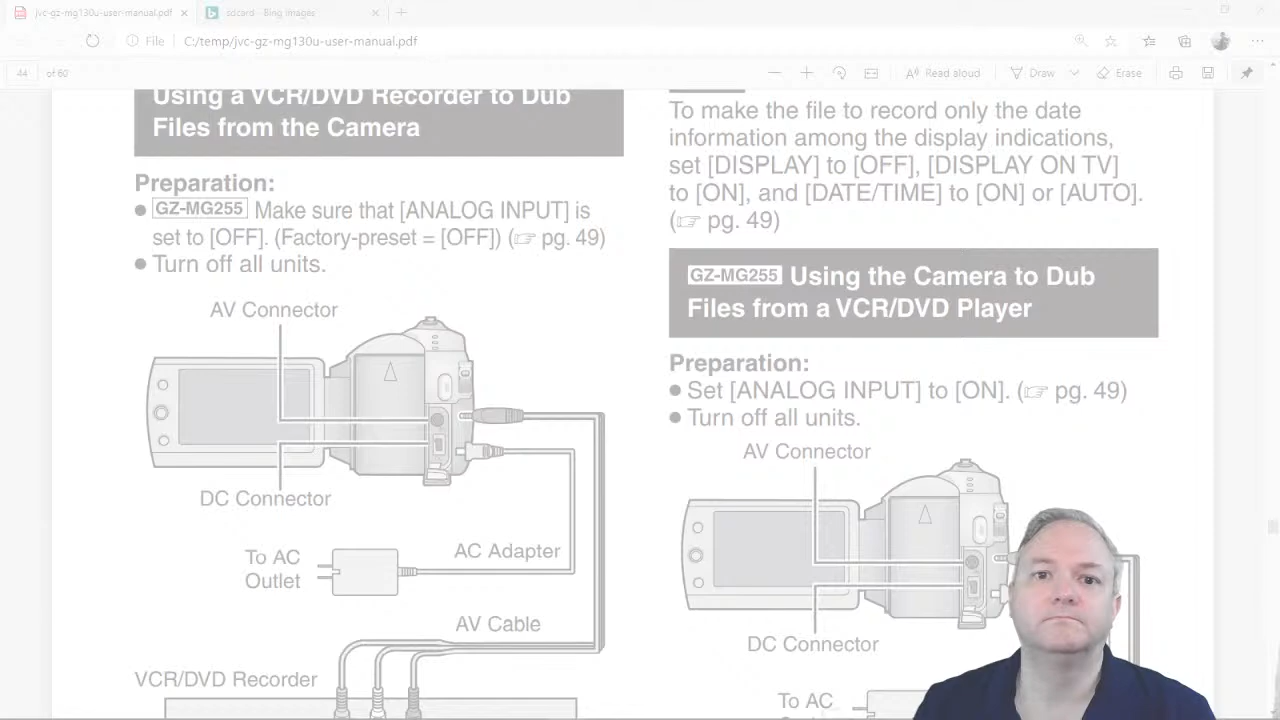 jvc-gz-mg130u-user-manual.pdf
sdcard - Bing images
File
C:/temp/jvc-gz-mg130u-user-manual.pdf
44
of 60
Read aloud
Draw
Erase
Using a VCR/DVD Recorder to Dub
Files from the Camera
Preparation:
● GZ-MG255 Make sure that [ANALOG INPUT] is
set to [OFF]. (Factory-preset = [OFF]) (☞ pg. 49)
● Turn off all units.
AV Connector
DC Connector
To AC
Outlet
AC Adapter
AV Cable
VCR/DVD Recorder
To make the file to record only the date
information among the display indications,
set [DISPLAY] to [OFF], [DISPLAY ON TV]
to [ON], and [DATE/TIME] to [ON] or [AUTO].
(☞ pg. 49)
GZ-MG255 Using the Camera to Dub
Files from a VCR/DVD Player
Preparation:
● Set [ANALOG INPUT] to [ON]. (☞ pg. 49)
● Turn off all units.
AV Connector
DC Connector
To AC